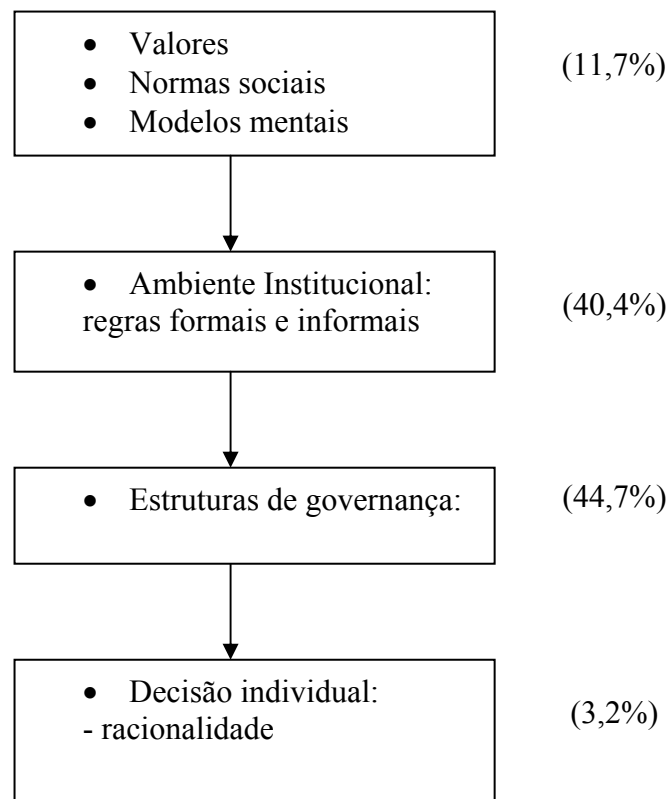 • Valores
• Normas sociais
• Modelos mentais
(11,7%)
• Ambiente Institucional:
regras formais e informais
(40,4%)
• Estruturas de governança:
(44,7%)
• Decisão individual:
- racionalidade
(3,2%)